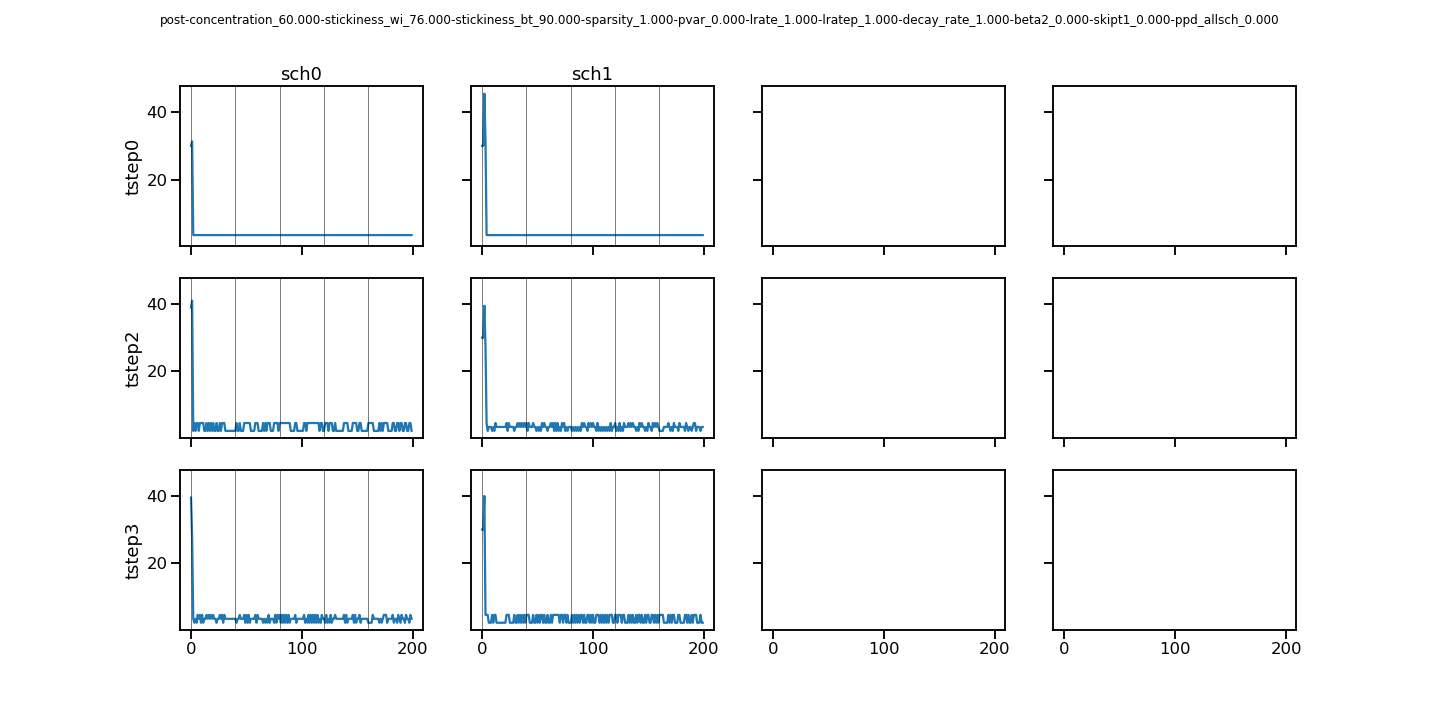 post-concentration_60.000-stickiness_wi_76.000-stickiness_bt_90.000-sparsity_1.000-pvar_0.000-lrate_1.000-lratep_1.000-decay_rate_1.000-beta2_0.000-skipt1_0.000-ppd_allsch_0.000
sch0 sch1
40
tstep0
20
40
tstep2
20
40
tstep3
20
0 100 200 0 100 200 0 100 200 0 100 200